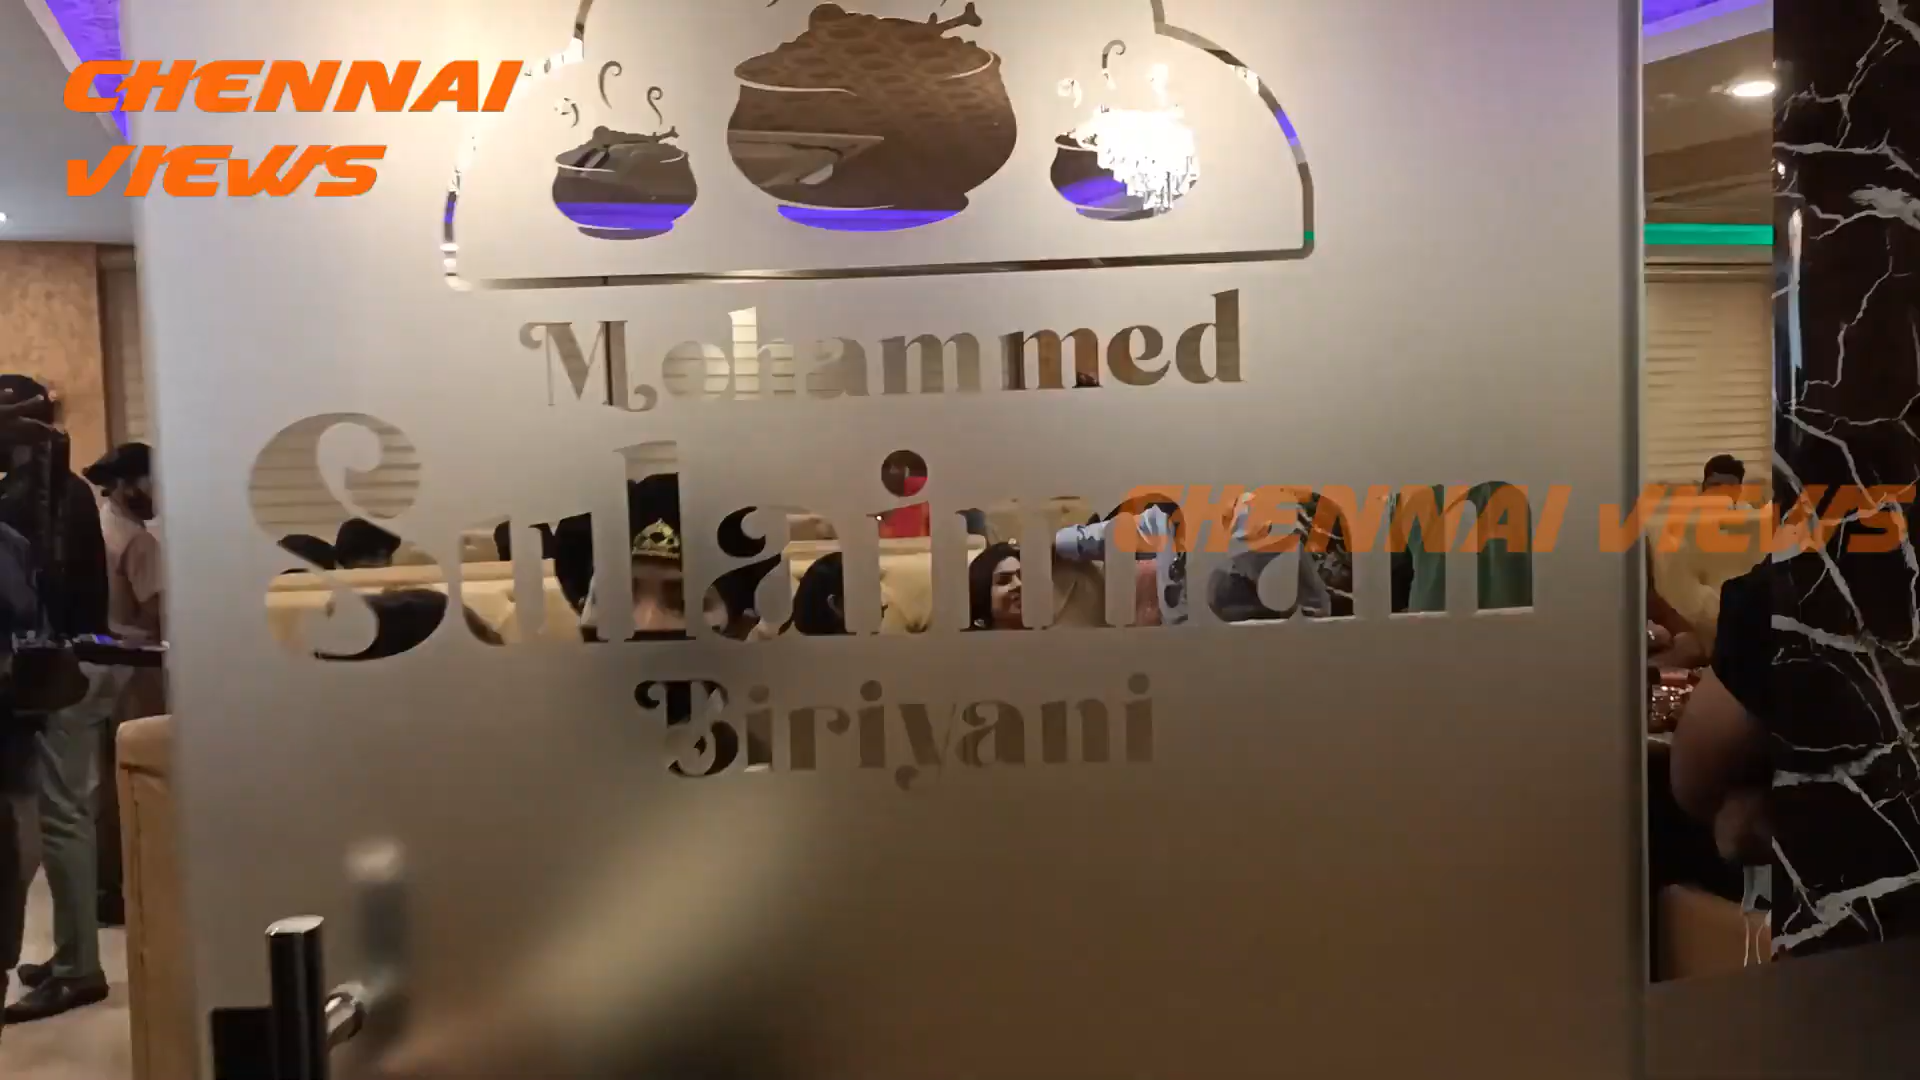 CHENNAI
VIEWS
Mohammed
Sulaiman
Biriyani
CHENNAI VIEWS